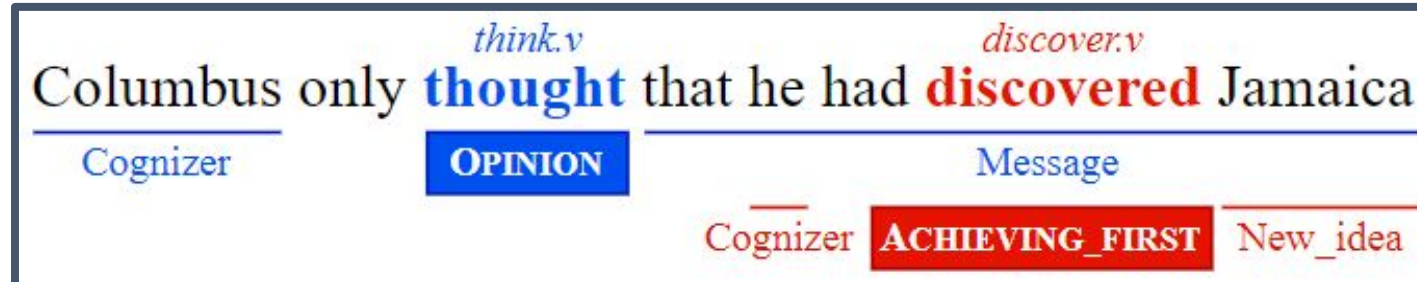 think.v discover.v
Columbus only thought that he had discovered Jamaica
Cognizer OPINION Message
Cognizer ACHIEVING_FIRST New_idea